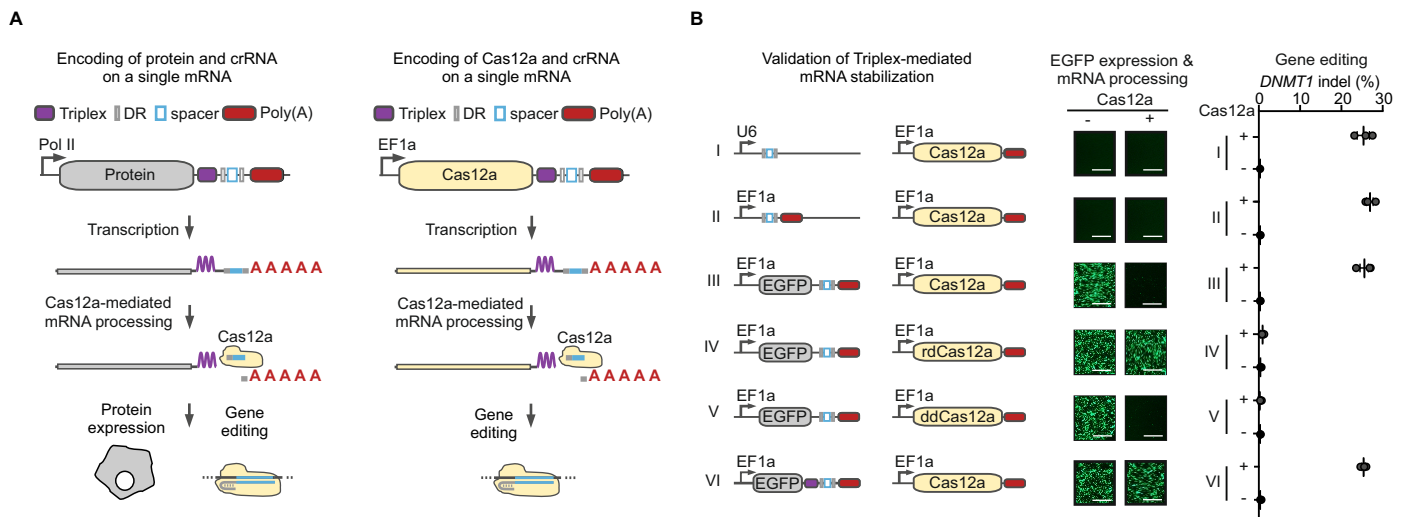 A
Encoding of protein and crRNA
on a single mRNA
Triplex DR spacer Poly(A)
Pol II
Protein
Transcription
A A A A A
Cas12a-mediated
mRNA processing
Cas12a
A A A A A
Protein
expression
Gene
editing
Encoding of Cas12a and crRNA
on a single mRNA
Triplex DR spacer Poly(A)
EF1a
Cas12a
Transcription
A A A A A
Cas12a-mediated
mRNA processing
Cas12a
A A A A A
Gene
editing
B
Validation of Triplex-mediated
mRNA stabilization
EGFP expression &
mRNA processing
Cas12a
- +
Gene editing
DNMT1 indel (%)
Cas12a 0 10 20 30
I U6 EF1a Cas12a
II EF1a EF1a Cas12a
III EF1a EGFP EF1a Cas12a
IV EF1a EGFP EF1a rdCas12a
V EF1a EGFP EF1a ddCas12a
VI EF1a EGFP EF1a Cas12a
+
I
-
+
II
-
+
III
-
+
IV
-
+
V
-
+
VI
-